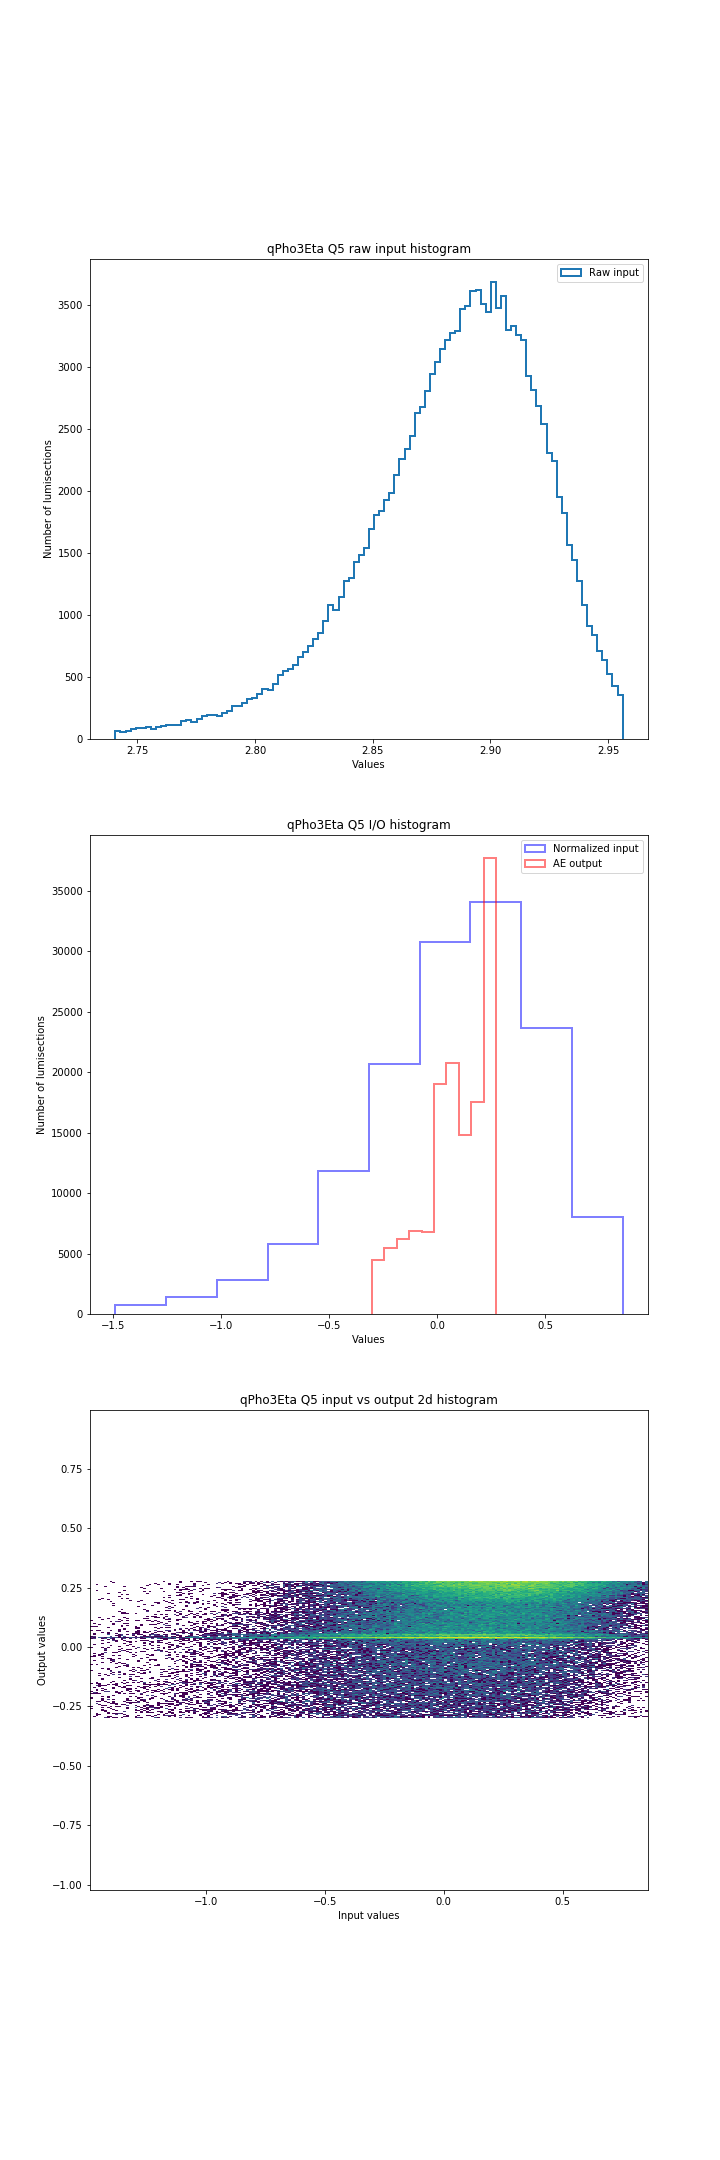 qPho3Eta Q5 raw input histogram
Raw input
Number of lumisections
3500
3000
2500
2000
1500
1000
500
0
2.75 2.80 2.85 2.90 2.95
Values
qPho3Eta Q5 I/O histogram
Normalized input
AE output
Number of lumisections
35000
30000
25000
20000
15000
10000
5000
0
−1.5 −1.0 −0.5 0.0 0.5
Values
qPho3Eta Q5 input vs output 2d histogram
Output values
0.75
0.50
0.25
0.00
−0.25
−0.50
−0.75
−1.00
−1.0 −0.5 0.0 0.5
Input values